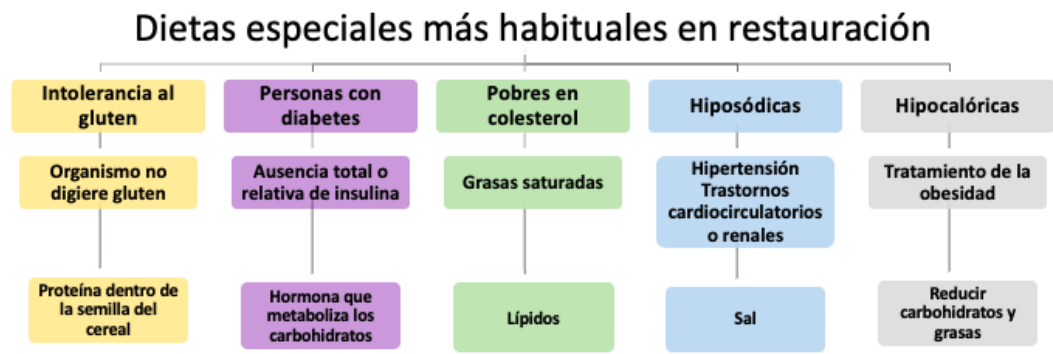 Dietas especiales más habituales en restauración
Intolerancia al
gluten
Personas con
diabetes
Pobres en
colesterol
Hiposódicas
Hipocalóricas
Organismo no
digiere gluten
Ausencia total o
relativa de insulina
Grasas saturadas
Hipertensión
Trastornos
cardiocirculatorios
o renales
Tratamiento de la
obesidad
Proteína dentro de
la semilla del
cereal
Hormona que
metaboliza los
carbohidratos
Lípidos
Sal
Reducir
carbohidratos y
grasas